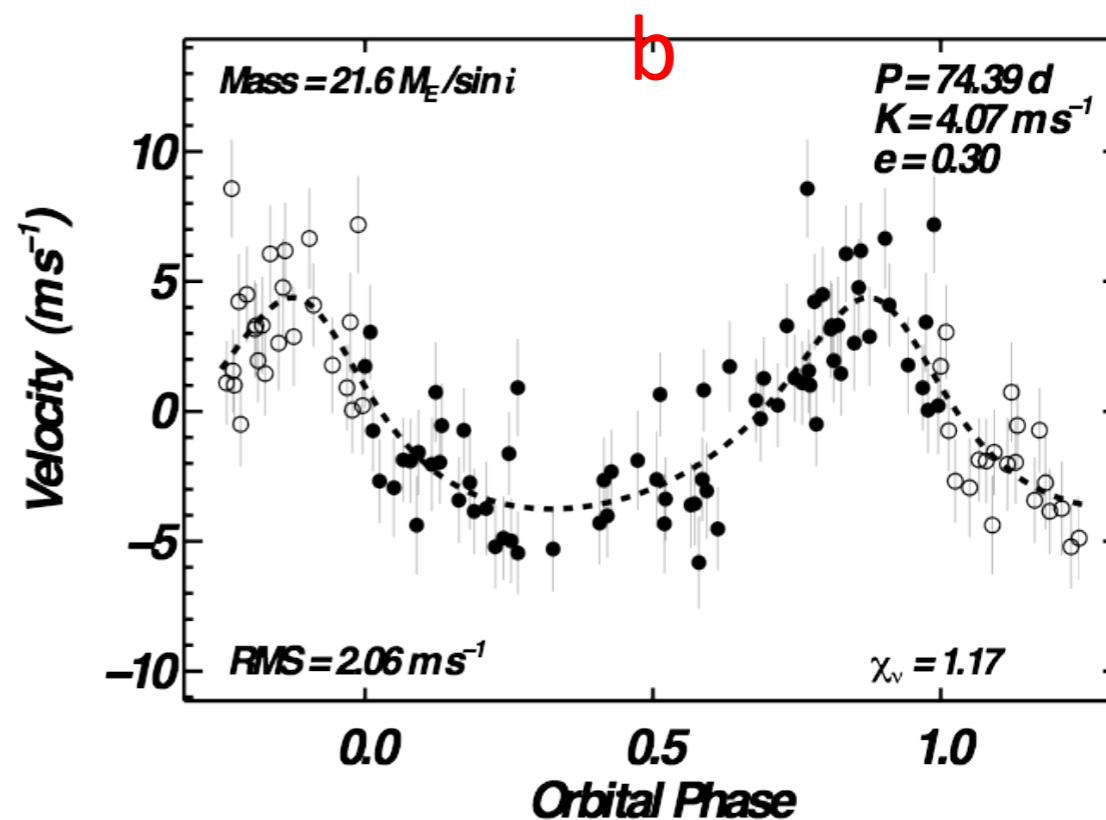 b
Mass = 21.6 M_E/sin i
P = 74.39 d
K = 4.07 m s⁻¹
e = 0.30
10
5
0
−5
−10
Velocity (m s⁻¹)
RMS = 2.06 m s⁻¹
χ_ν = 1.17
0.0 0.5 1.0
Orbital Phase